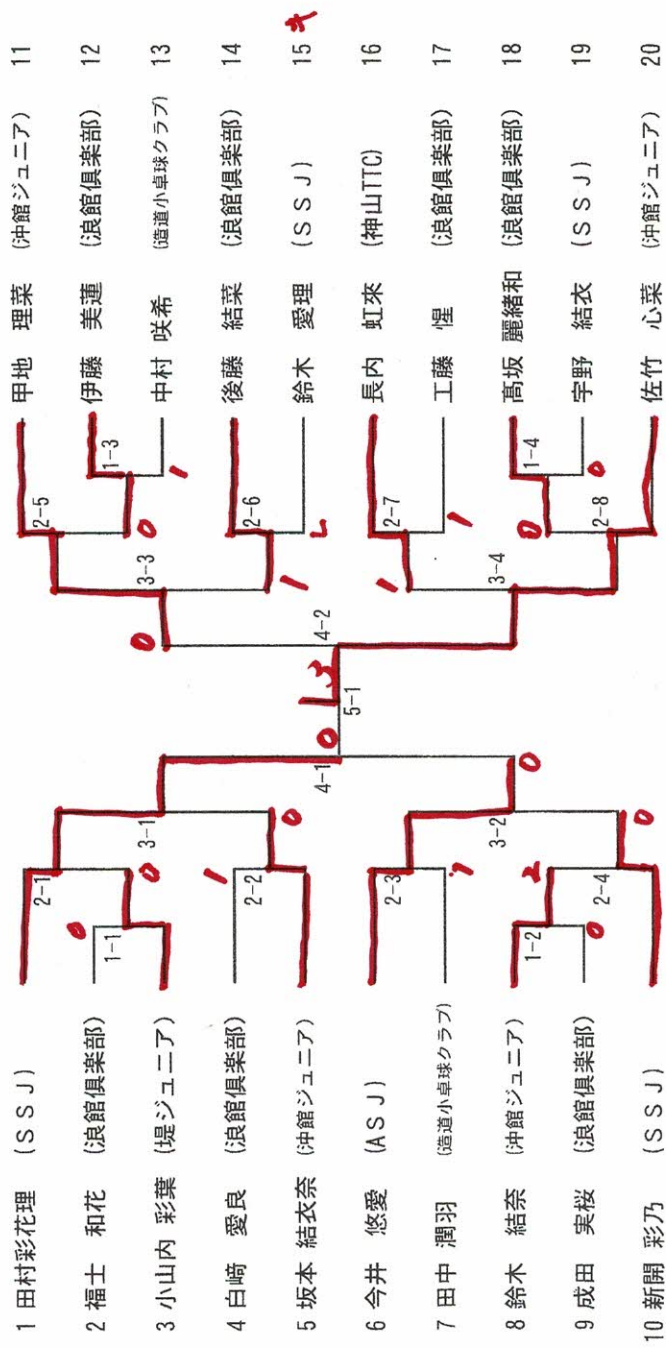 1 田村彩花理 (ＳＳＪ)
2 福士 和花 (浪館倶楽部)
3 小山内 彩葉 (堤ジュニア)
4 白﨑 愛良 (浪館倶楽部)
5 坂本 結衣奈 (沖館ジュニア)
6 今井 悠愛 (ＡＳＪ)
7 田中 潤羽 (造道小卓球クラブ)
8 鈴木 結奈 (沖館ジュニア)
9 成田 実桜 (浪館倶楽部)
10 新開 彩乃 (ＳＳＪ)
2-1
0
1-1
0
3-1
1
2-2
0
4-1
0
2-3
3-2
0
1-2
2
0
2-4
0
5-1
3
4-2
0
3-3
2-5
1-3
0
1
2-6
1
2-7
1
1
3-4
1-4
0
0
2-8
甲地 理菜 (沖館ジュニア) 11
伊藤 美蓮 (浪館倶楽部) 12
中村 咲希 (造道小卓球クラブ) 13
後藤 結菜 (浪館倶楽部) 14
鈴木 愛理 (ＳＳＪ) 15
長内 虹來 (神山TTC) 16
工藤 惺 (浪館倶楽部) 17
髙坂 麗緒和 (浪館倶楽部) 18
宇野 結衣 (ＳＳＪ) 19
佐竹 心菜 (沖館ジュニア) 20